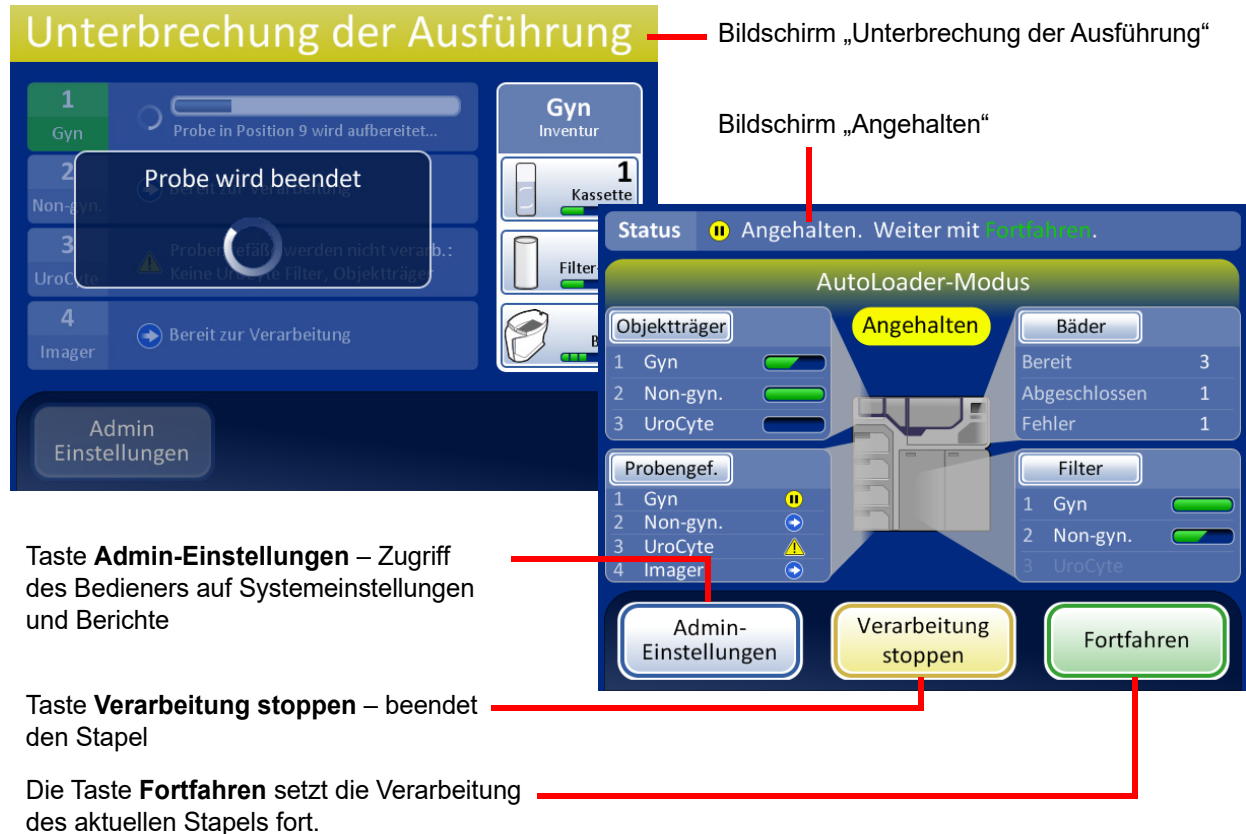 Unterbrechung der Ausführung
Bildschirm „Unterbrechung der Ausführung“
1
Gyn
Probe in Position 9 wird aufbereitet...
2
Non-gyn.
Bereit zur Verarbeitung
Probe wird beendet
3
UroCyte
Probengefäße werden nicht verarb.:
Keine UroCyte Filter, Objektträger
4
Imager
Bereit zur Verarbeitung
Gyn
Inventur
1
Kassette
Filter-
B
Admin
Einstellungen
Bildschirm „Angehalten“
Status Angehalten. Weiter mit Fortfahren.
AutoLoader-Modus
Objektträger
1 Gyn
2 Non-gyn.
3 UroCyte
Angehalten
Bäder
Bereit 3
Abgeschlossen 1
Fehler 1
Probengef.
1 Gyn
2 Non-gyn.
3 UroCyte
4 Imager
Filter
1 Gyn
2 Non-gyn.
3 UroCyte
Admin-
Einstellungen
Verarbeitung
stoppen
Fortfahren
Taste Admin-Einstellungen – Zugriff
des Bedieners auf Systemeinstellungen
und Berichte
Taste Verarbeitung stoppen – beendet
den Stapel
Die Taste Fortfahren setzt die Verarbeitung
des aktuellen Stapels fort.